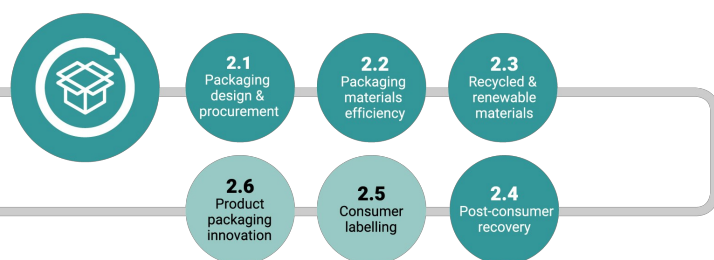 2.1
Packaging
design &
procurement
2.2
Packaging
materials
efficiency
2.3
Recycled &
renewable
materials
2.4
Post-consumer
recovery
2.5
Consumer
labelling
2.6
Product
packaging
innovation